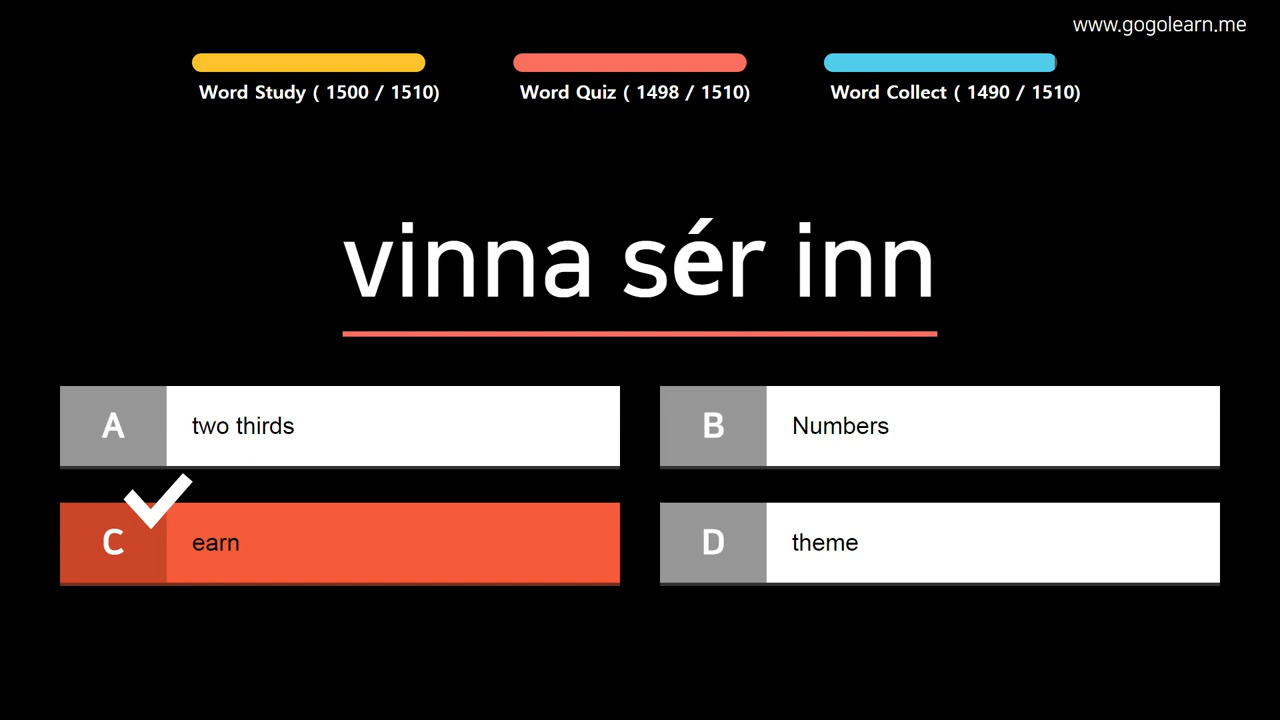 www.gogolearn.me
Word Study ( 1500 / 1510)
Word Quiz ( 1498 / 1510)
Word Collect ( 1490 / 1510)
vinna sér inn
A two thirds
B Numbers
C earn
D theme